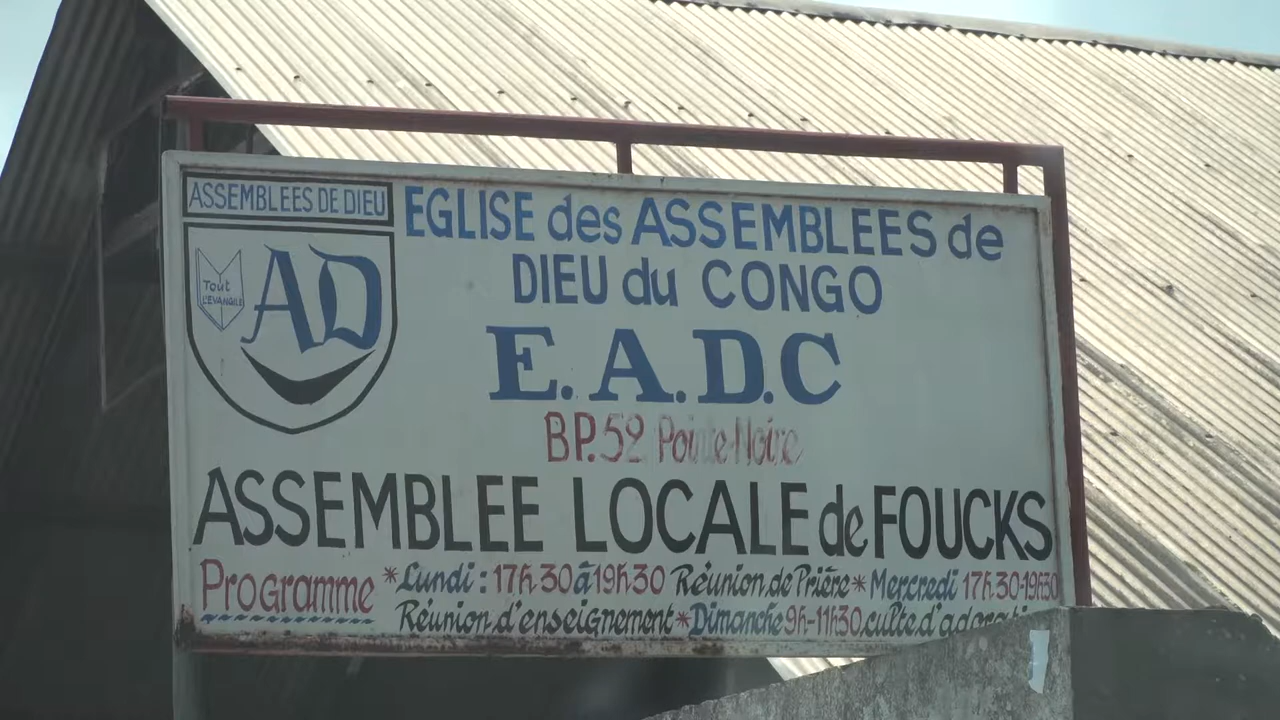 ASSEMBLEES DE DIEU
Tout
L'EVANGILE
AD
EGLISE des ASSEMBLEES de
DIEU du CONGO
E.A.D.C
BP.52 Pointe-Noire
ASSEMBLEE LOCALE de FOUCKS
Programme *Lundi: 17h30 à 19h30 Réunion de Prière * Mercredi 17h30-19h30
Réunion d'enseignement * Dimanche 9h-11h30 culte d'adorati